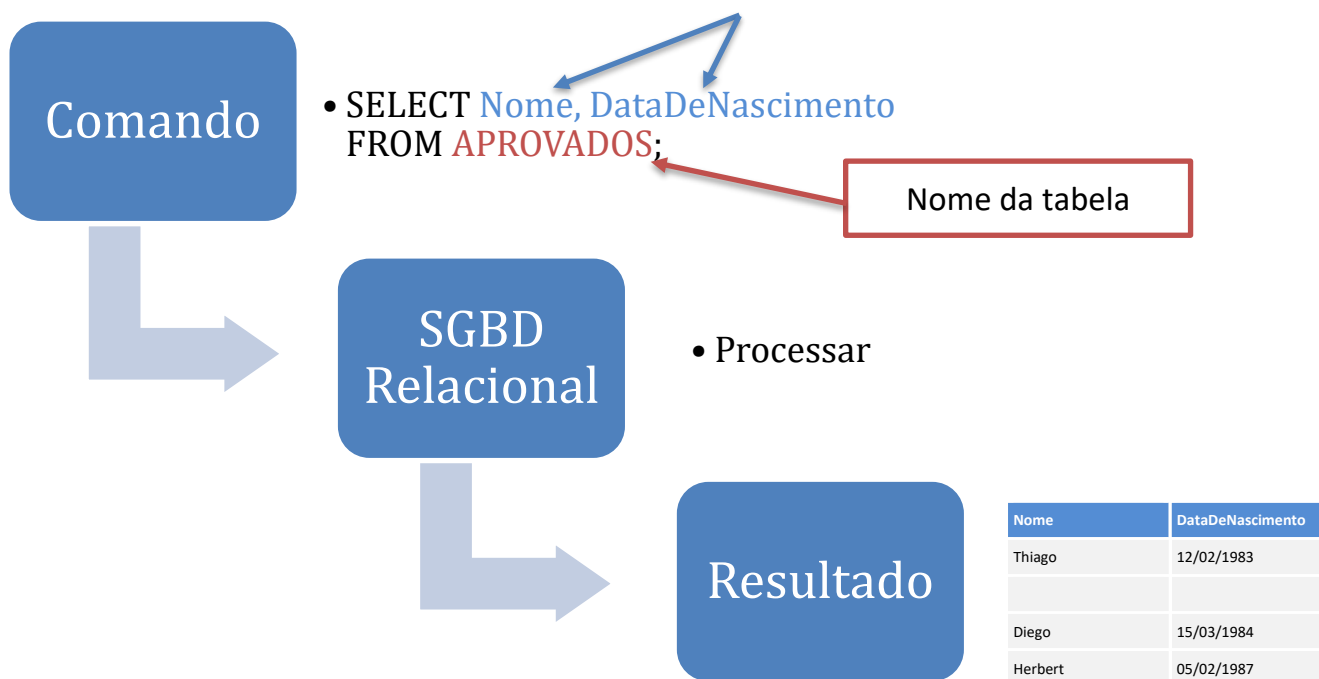 Comando
• SELECT Nome, DataDeNascimento
FROM APROVADOS;
Nome da tabela
SGBD
Relacional
• Processar
Resultado
Nome DataDeNascimento
Thiago 12/02/1983
Diego 15/03/1984
Herbert 05/02/1987